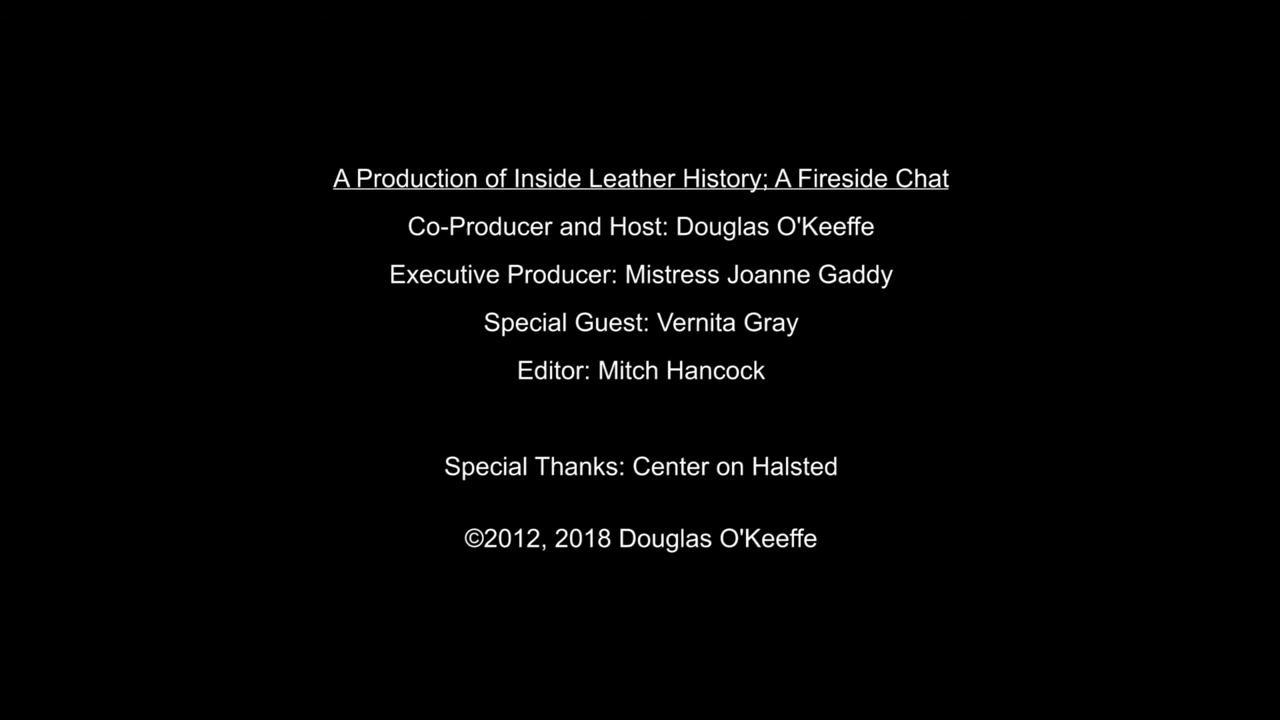 A Production of Inside Leather History; A Fireside Chat
Co-Producer and Host: Douglas O'Keeffe
Executive Producer: Mistress Joanne Gaddy
Special Guest: Vernita Gray
Editor: Mitch Hancock
Special Thanks: Center on Halsted
©2012, 2018 Douglas O'Keeffe